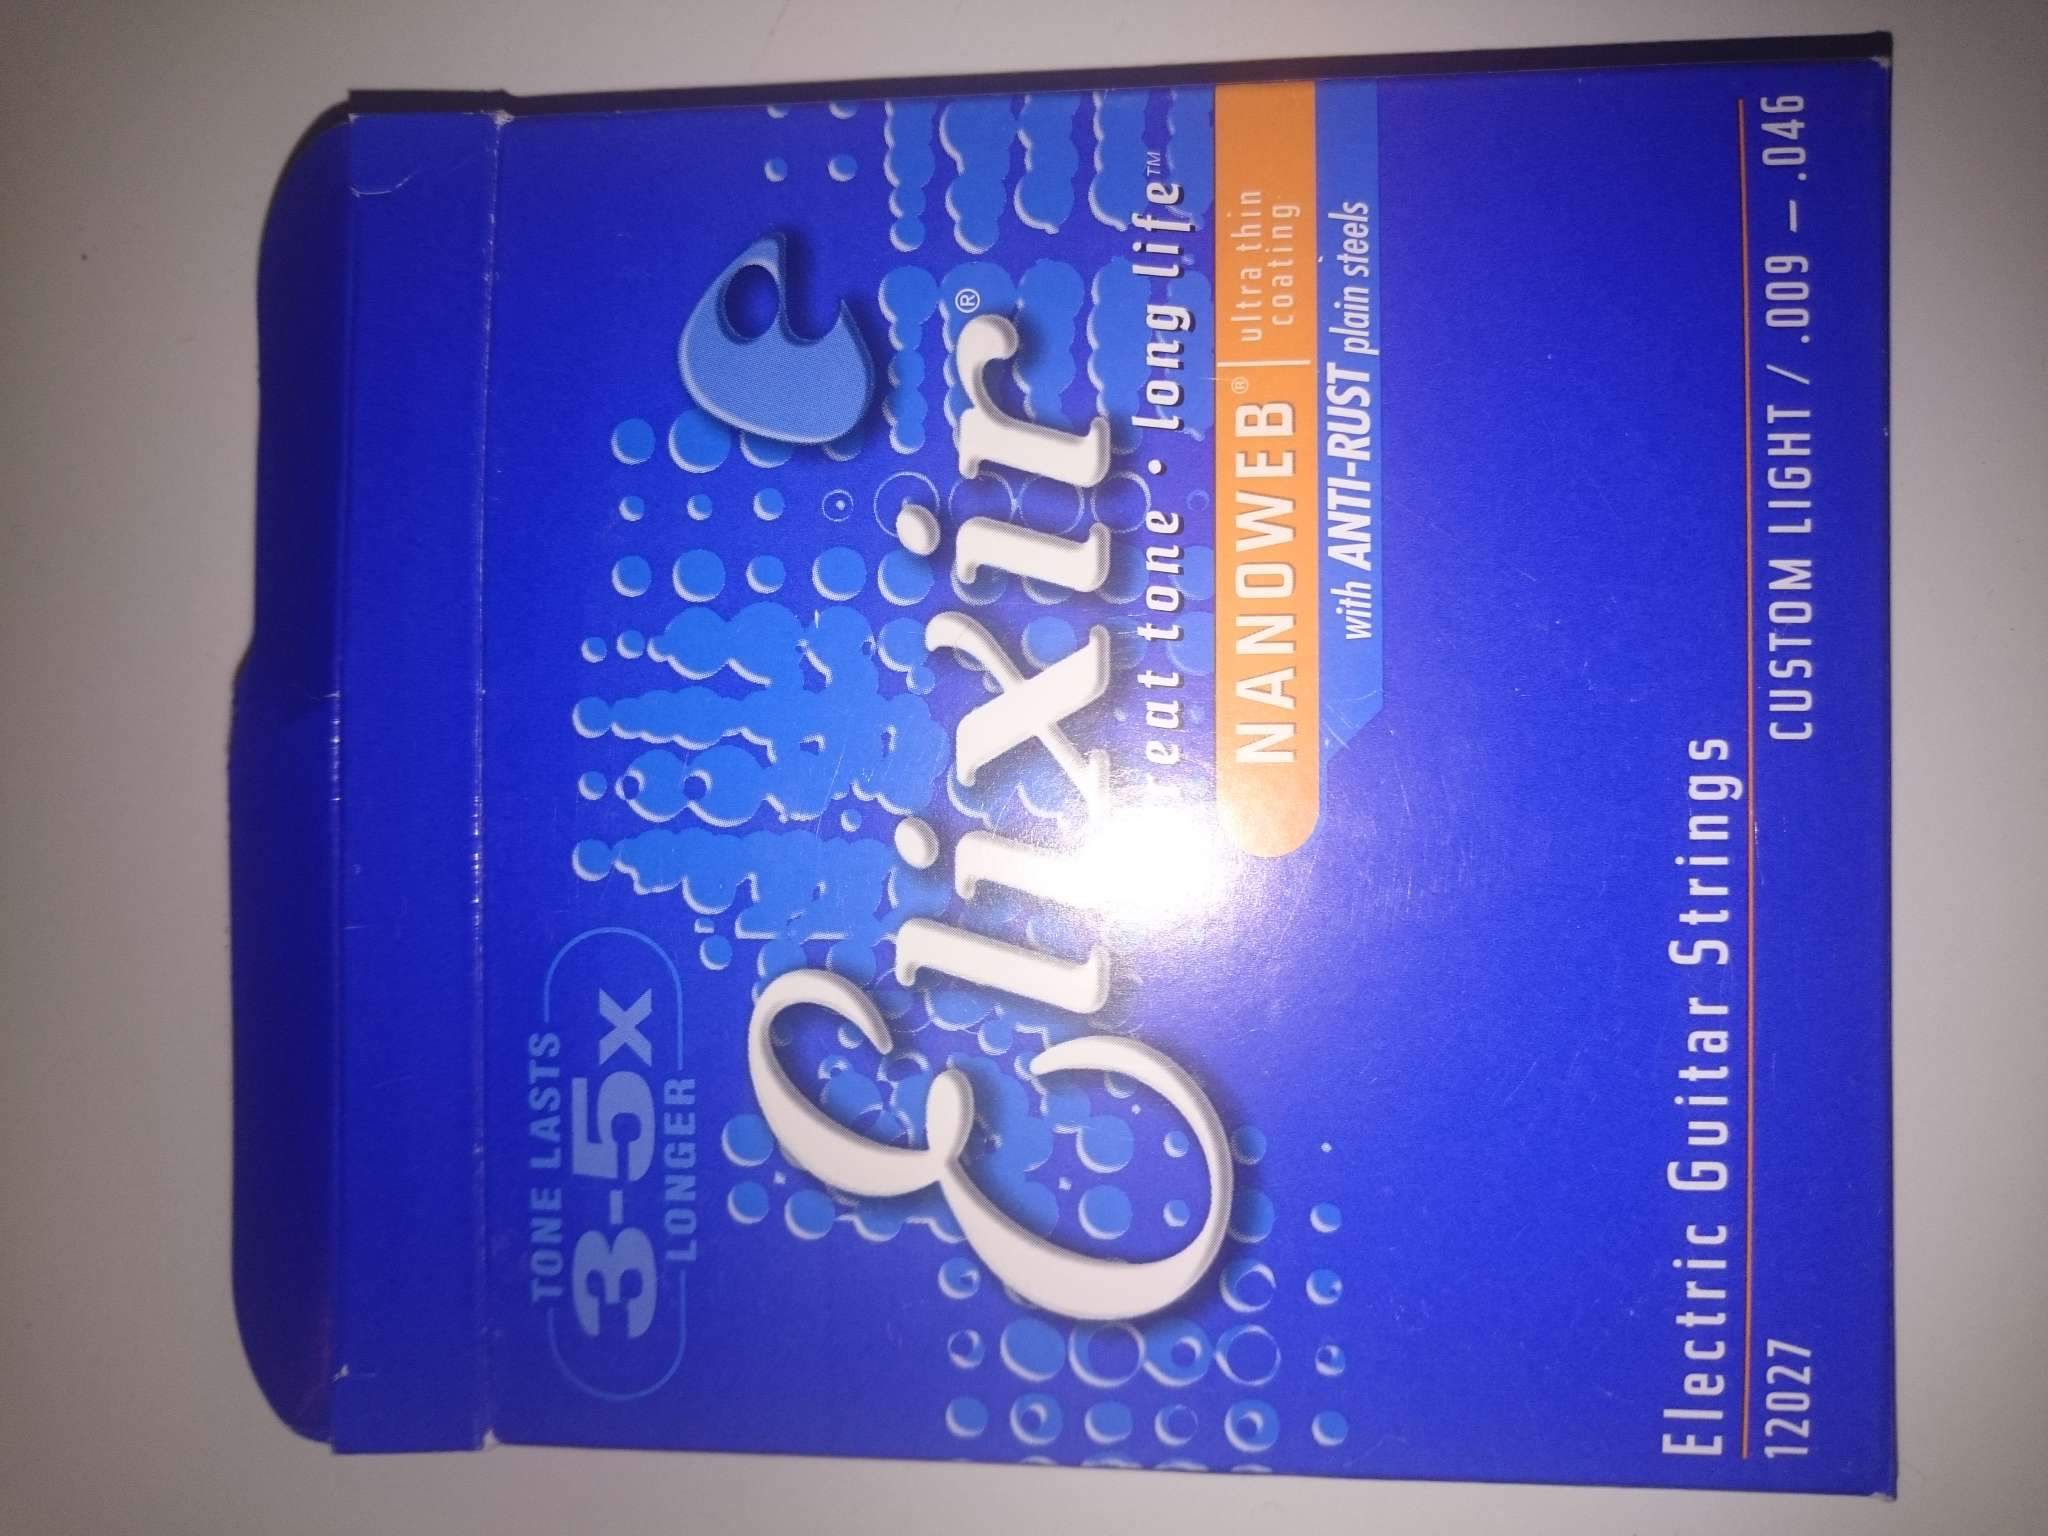 TONE LASTS
3-5x
LONGER
e
Elixir®
great tone • long life™
NANOWEB® ultra thin
coating
with ANTI-RUST plain steels
Electric Guitar Strings
12027 CUSTOM LIGHT / .009 – .046